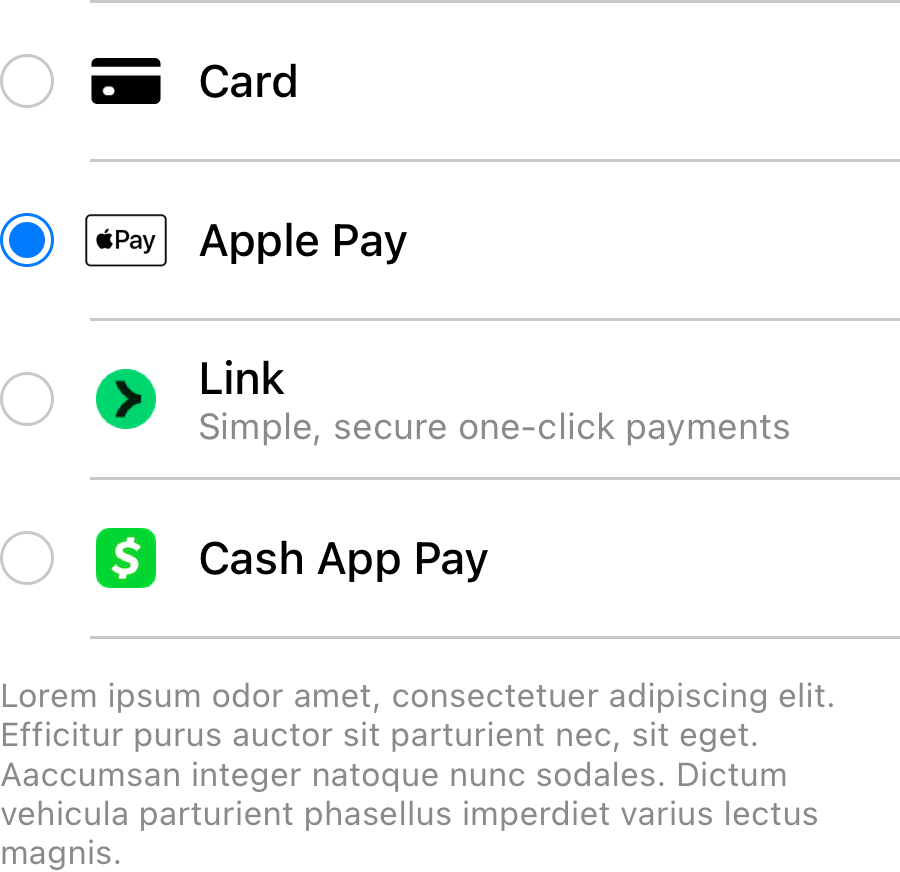 Card
Pay Apple Pay
Link
Simple, secure one-click payments
$ Cash App Pay
Lorem ipsum odor amet, consectetuer adipiscing elit.
Efficitur purus auctor sit parturient nec, sit eget.
Aaccumsan integer natoque nunc sodales. Dictum
vehicula parturient phasellus imperdiet varius lectus
magnis.